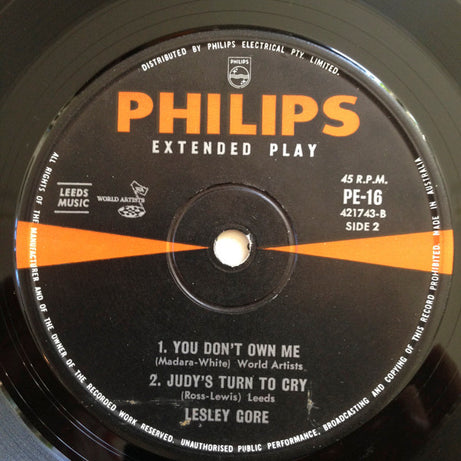 DISTRIBUTED BY PHILIPS ELECTRICAL PTY. LIMITED.
PHILIPS
PHILIPS
EXTENDED PLAY
LEEDS
MUSIC
WORLD ARTISTS
45 R.P.M.
PE-16
421743-B
SIDE 2
1. YOU DON'T OWN ME
(Madara-White) World Artists
2. JUDY'S TURN TO CRY
(Ross-Lewis) Leeds
LESLEY GORE
ALL RIGHTS OF THE MANUFACTURER AND OF THE OWNER OF THE RECORDED WORK RESERVED. UNAUTHORISED PUBLIC PERFORMANCE, BROADCASTING AND COPYING OF THIS RECORD PROHIBITED. MADE IN AUSTRALIA